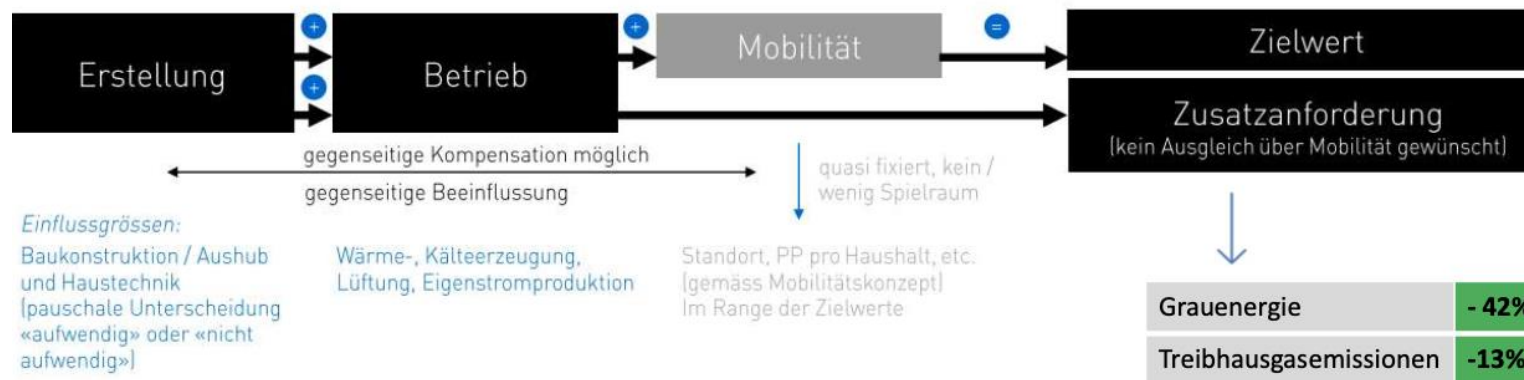 Erstellung
+
+
Betrieb
+
Mobilität
=
Zielwert
Zusatzanforderung
(kein Ausgleich über Mobilität gewünscht)
gegenseitige Kompensation möglich
gegenseitige Beeinflussung
quasi fixiert, kein /
wenig Spielraum
Einflussgrössen:
Baukonstruktion / Aushub
und Haustechnik
(pauschale Unterscheidung
«aufwendig» oder «nicht
aufwendig»)
Wärme-, Kälteerzeugung,
Lüftung, Eigenstromproduktion
Standort, PP pro Haushalt, etc.
(gemäss Mobilitätskonzept)
Im Range der Zielwerte
Grauenergie - 42%
Treibhausgasemissionen -13%